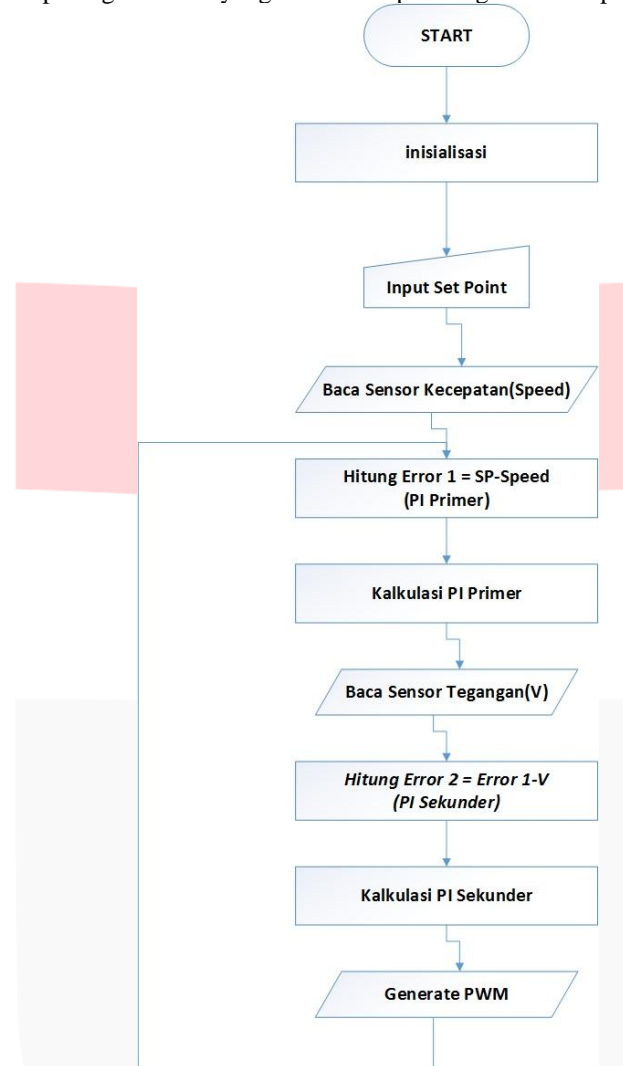 START
inisialisasi
Input Set Point
Baca Sensor Kecepatan(Speed)
Hitung Error 1 = SP-Speed
(PI Primer)
Kalkulasi PI Primer
Baca Sensor Tegangan(V)
Hitung Error 2 = Error 1-V
(PI Sekunder)
Kalkulasi PI Sekunder
Generate PWM